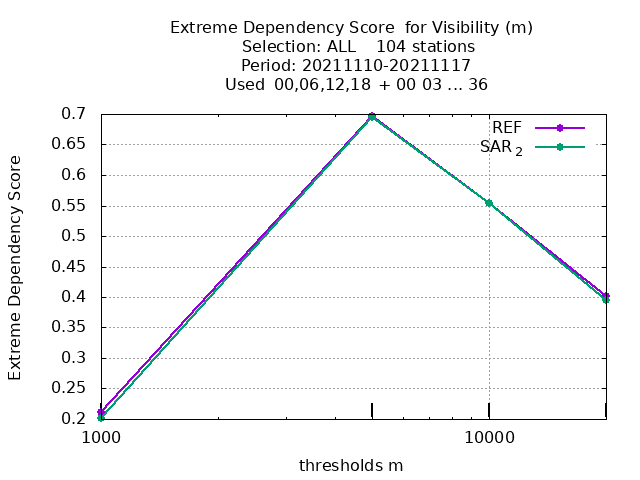 Extreme Dependency Score  for Visibility (m)
Selection: ALL    104 stations
Period: 20211110-20211117
Used  00,06,12,18  + 00 03 ... 36
0.7
0.65
0.6
0.55
0.5
0.45
0.4
0.35
0.3
0.25
0.2
1000
10000
thresholds m
Extreme Dependency Score
REF
SAR 2